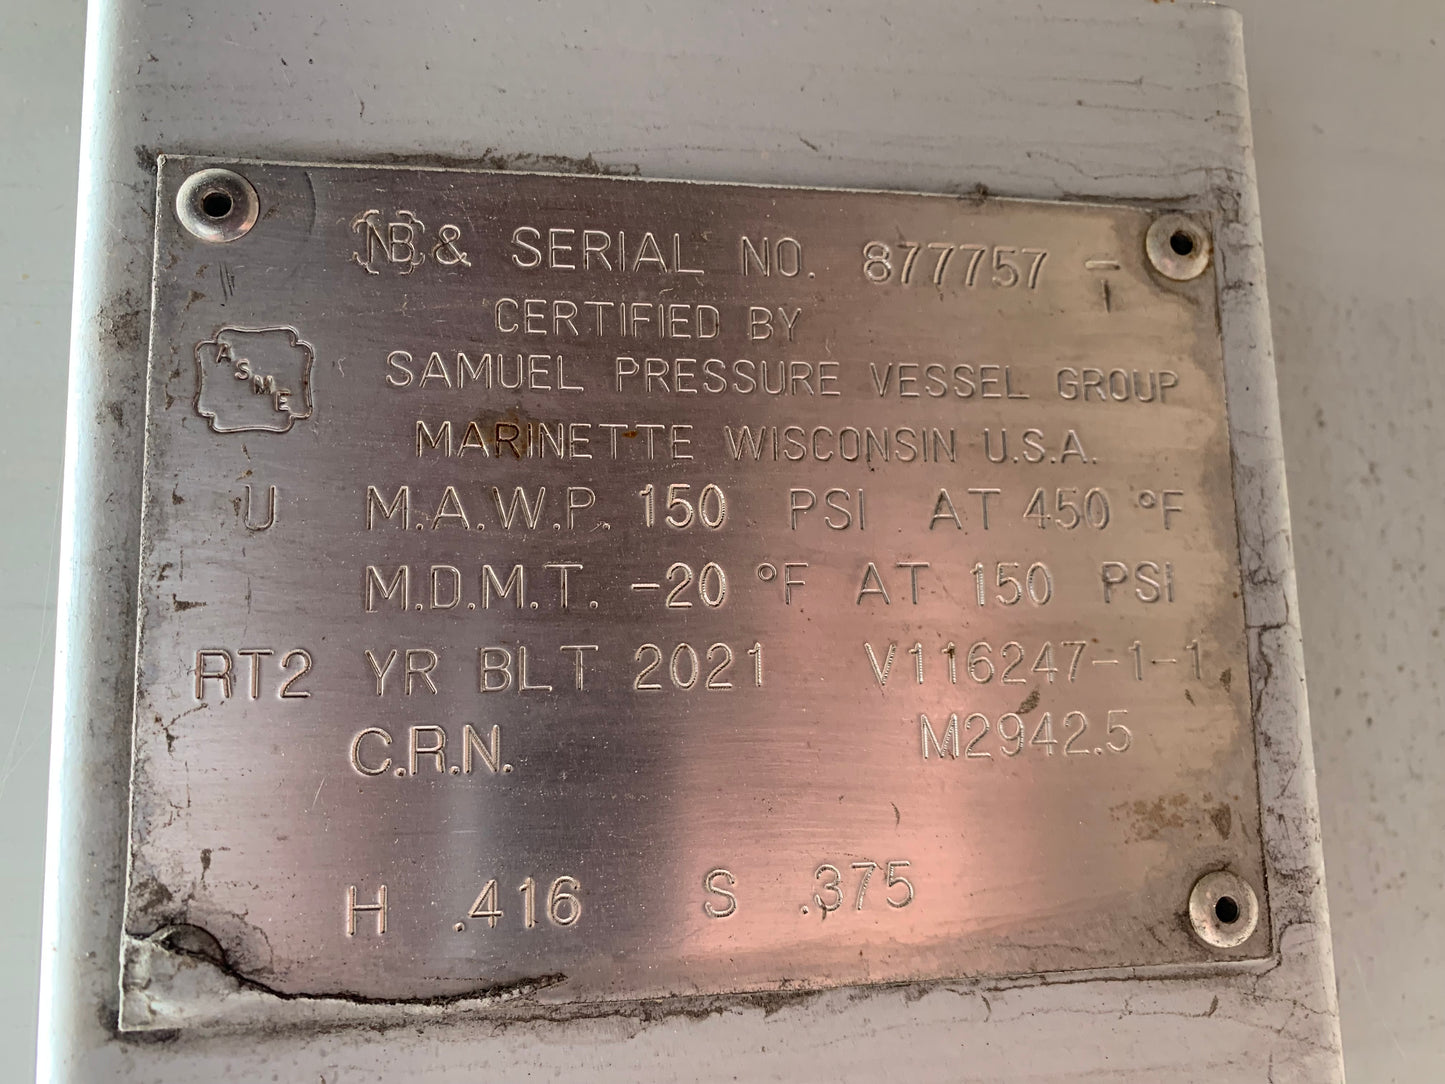 NB & SERIAL NO. 877757 -
CERTIFIED BY
ASME
SAMUEL PRESSURE VESSEL GROUP
MARINETTE WISCONSIN U.S.A.
U M.A.W.P. 150 PSI AT 450 °F
M.D.M.T. -20 °F AT 150 PSI
RT2 YR BLT 2021 V116247-1-1
C.R.N. M2942.5
H .416 S .375